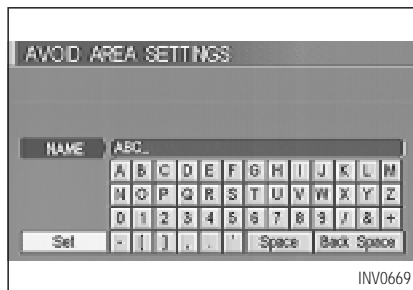 AVOID AREA SETTINGS
NAME ABC_
A B C D E F G H I J K L M
N O P Q R S T U V W X Y Z
0 1 2 3 4 5 6 7 8 9 / & +
Set - [ ] , . ' Space Back Space
INV0669